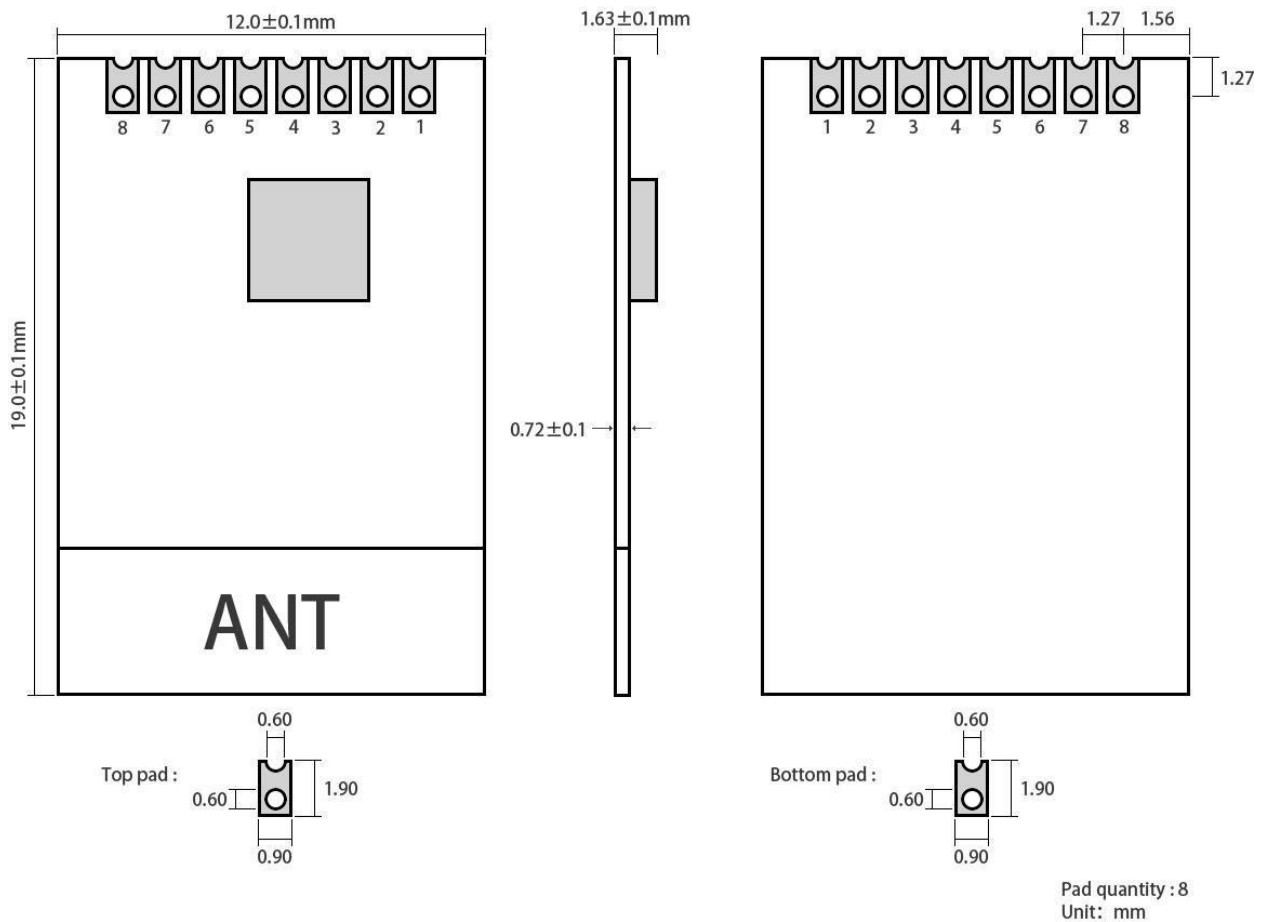 12.0±0.1mm
1.63±0.1mm
1.27
1.56
1.27
8 7 6 5 4 3 2 1
1 2 3 4 5 6 7 8
19.0±0.1mm
0.72±0.1
ANT
0.60
Top pad :
0.60
1.90
0.90
0.60
Bottom pad :
0.60
1.90
0.90
Pad quantity : 8
Unit： mm